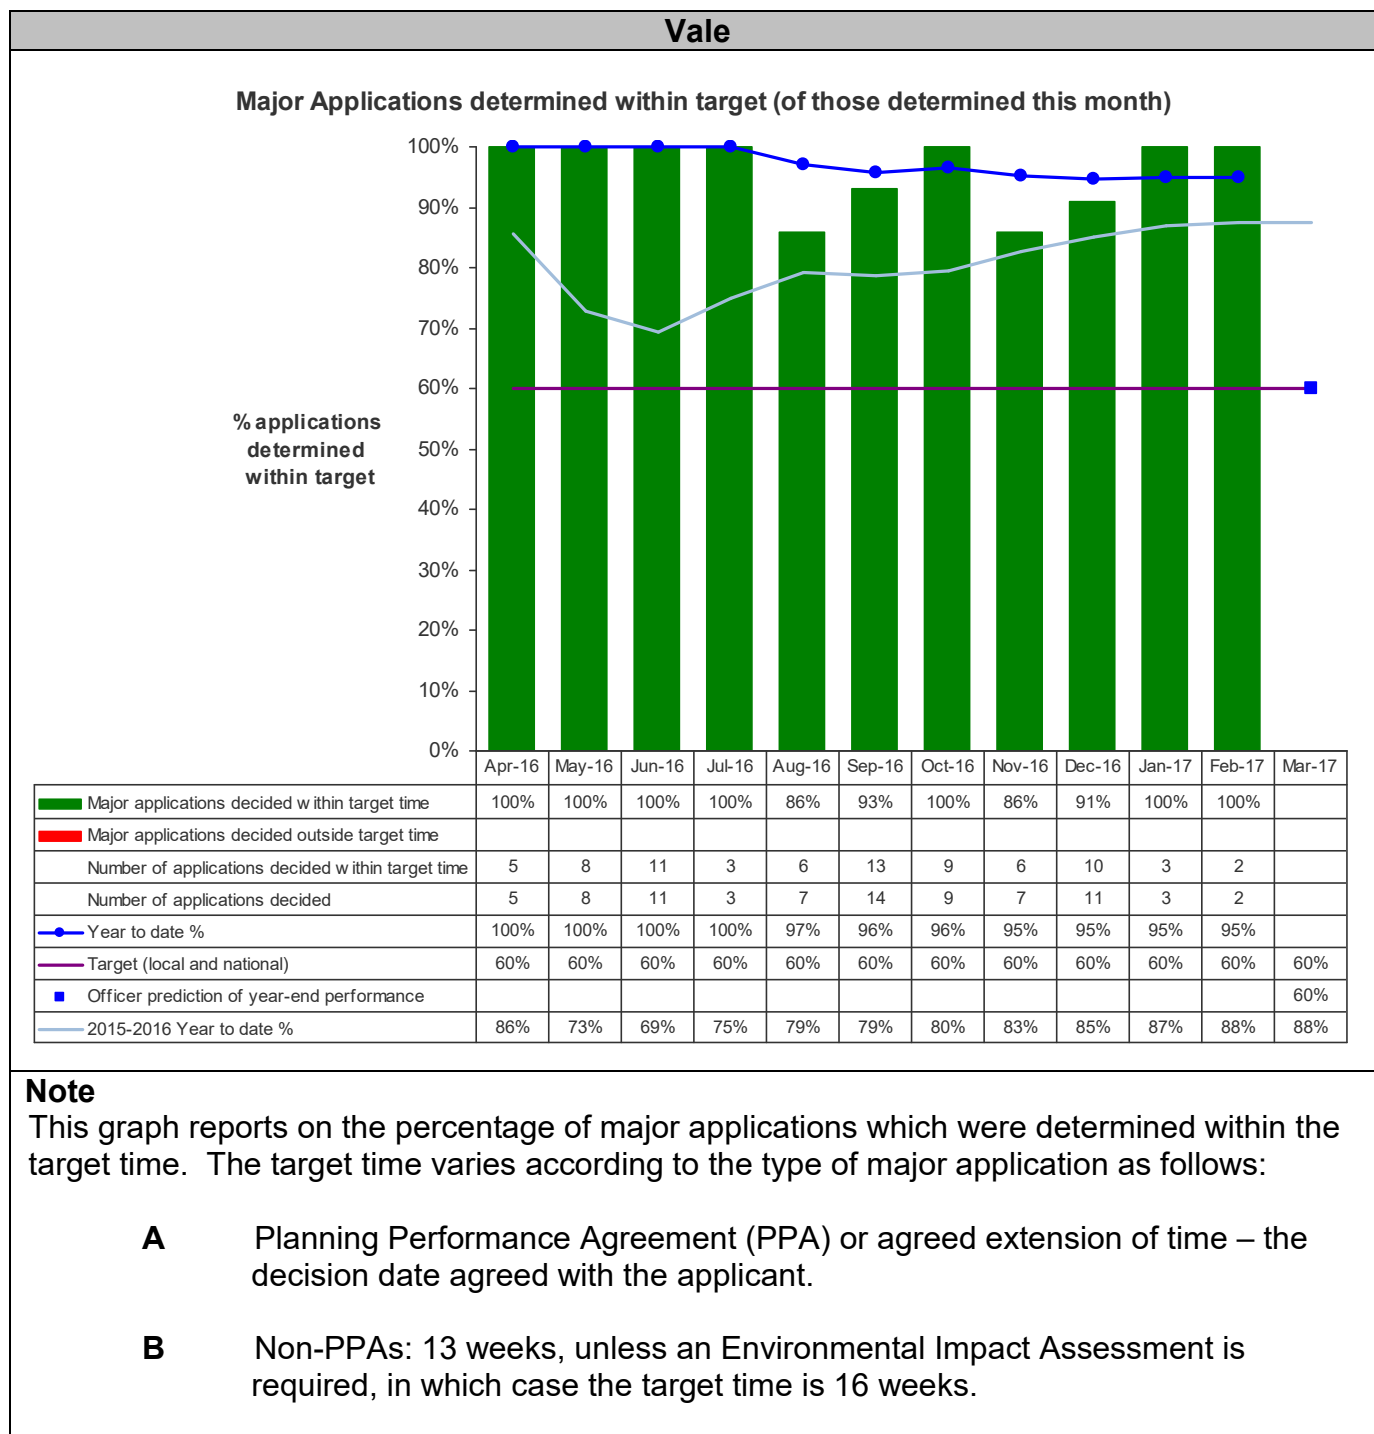 Vale
Major Applications determined within target (of those determined this month)
100%
90%
80%
70%
60%
50%
40%
30%
20%
10%
0%
% applications
determined
within target
Apr-16 May-16 Jun-16 Jul-16 Aug-16 Sep-16 Oct-16 Nov-16 Dec-16 Jan-17 Feb-17 Mar-17
Major applications decided within target time 100% 100% 100% 100% 86% 93% 100% 86% 91% 100% 100%
Major applications decided outside target time
Number of applications decided within target time 5 8 11 3 6 13 9 6 10 3 2
Number of applications decided 5 8 11 3 7 14 9 7 11 3 2
Year to date % 100% 100% 100% 100% 97% 96% 96% 95% 95% 95% 95%
Target (local and national) 60% 60% 60% 60% 60% 60% 60% 60% 60% 60% 60% 60%
Officer prediction of year-end performance 60%
2015-2016 Year to date % 86% 73% 69% 75% 79% 79% 80% 83% 85% 87% 88% 88%
Note
This graph reports on the percentage of major applications which were determined within the
target time.  The target time varies according to the type of major application as follows:
A Planning Performance Agreement (PPA) or agreed extension of time – the
decision date agreed with the applicant.
B Non-PPAs: 13 weeks, unless an Environmental Impact Assessment is
required, in which case the target time is 16 weeks.